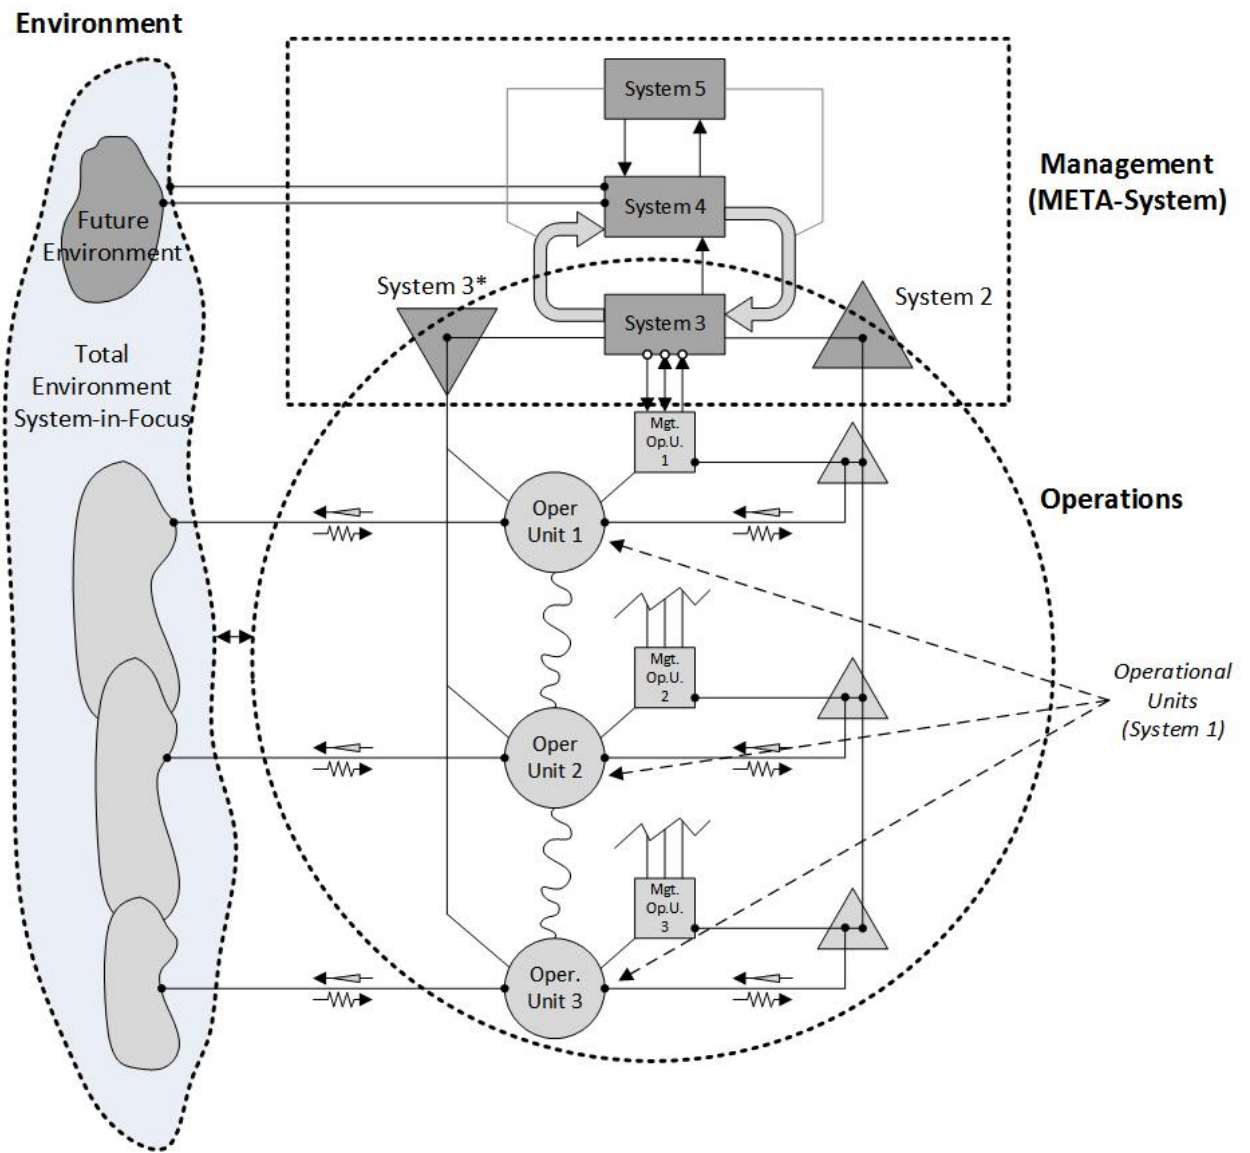 Environment
System 5
Management
(META-System)
System 4
Future
Environment
System 3*
System 2
System 3
Total
Environment
System-in-Focus
Mgt.
Op.U.
1
Operations
Oper
Unit 1
Mgt.
Op.U.
2
Operational
Units
(System 1)
Oper
Unit 2
Mgt.
Op.U.
3
Oper.
Unit 3